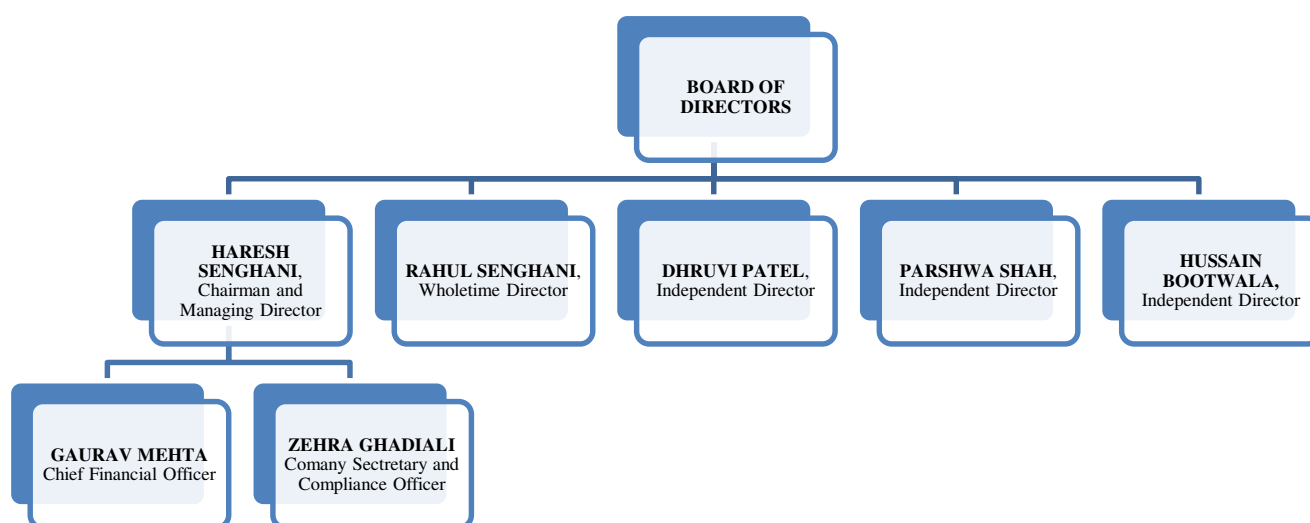 BOARD OF
DIRECTORS
HARESH
SENGHANI,
Chairman and
Managing Director
RAHUL SENGHANI,
Wholetime Director
DHRUVI PATEL,
Independent Director
PARSHWA SHAH,
Independent Director
HUSSAIN
BOOTWALA,
Independent Director
GAURAV MEHTA
Chief Financial Officer
ZEHRA GHADIALI
Comany Sectretary and
Compliance Officer